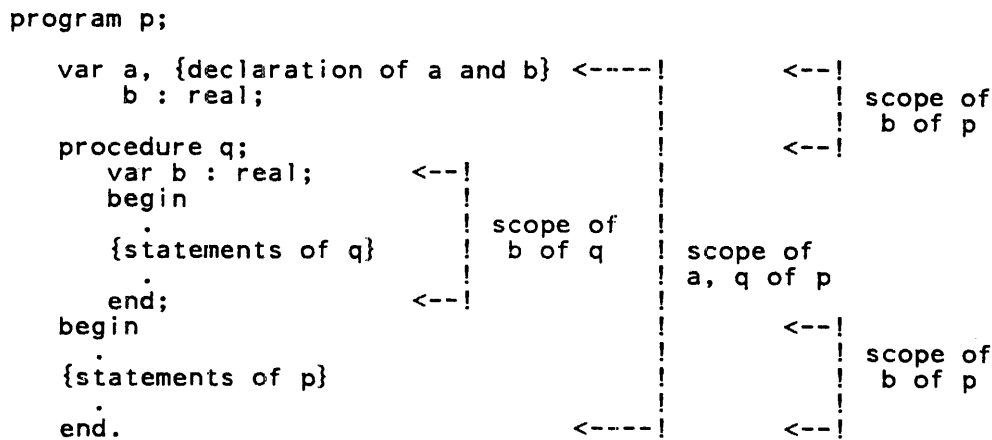 program p;
var a, {declaration of a and b} <-----! <--!
b : real; ! ! scope of
! ! b of p
procedure q; ! <--!
var b : real; <--! !
begin ! !
. ! scope of !
{statements of q} ! b of q ! scope of
. ! ! a, q of p
end; <--! !
begin ! <--!
. ! ! scope of
{statements of p} ! ! b of p
. ! !
end. <-----! <--!